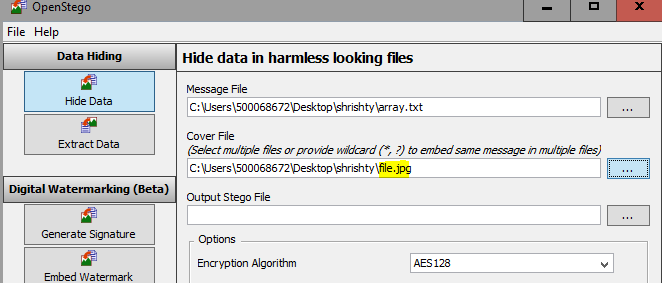 OpenStego
File Help
Data Hiding
Hide Data
Extract Data
Digital Watermarking (Beta)
Generate Signature
Embed Watermark
Hide data in harmless looking files
Message File
C:\Users\500068672\Desktop\shrishty\array.txt
...
Cover File
(Select multiple files or provide wildcard (*, ?) to embed same message in multiple files)
C:\Users\500068672\Desktop\shrishty\file.jpg
...
Output Stego File
...
Options
Encryption Algorithm AES128